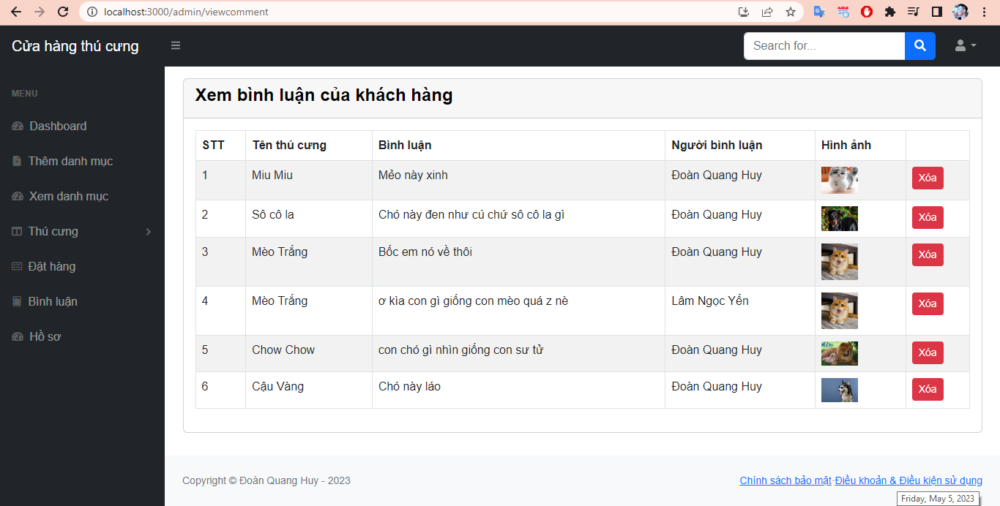 localhost:3000/admin/viewcomment
Cửa hàng thú cưng
Search for...
MENU
Dashboard
Thêm danh mục
Xem danh mục
Thú cưng
Đặt hàng
Bình luận
Hồ sơ
Xem bình luận của khách hàng
STT Tên thú cưng Bình luận Người bình luận Hình ảnh
1 Miu Miu Mẻo này xinh Đoàn Quang Huy Xóa
2 Sô cô la Chó này đen như cú chứ sô cô la gì Đoàn Quang Huy Xóa
3 Mèo Trắng Bốc em nó về thôi Đoàn Quang Huy Xóa
4 Mèo Trắng ơ kìa con gì giống con mèo quá z nè Lâm Ngọc Yến Xóa
5 Chow Chow con chó gì nhìn giống con sư tử Đoàn Quang Huy Xóa
6 Cậu Vàng Chó này láo Đoàn Quang Huy Xóa
Copyright © Đoàn Quang Huy - 2023
Chính sách bảo mật·Điều khoản & Điều kiện sử dụng
Friday, May 5, 2023